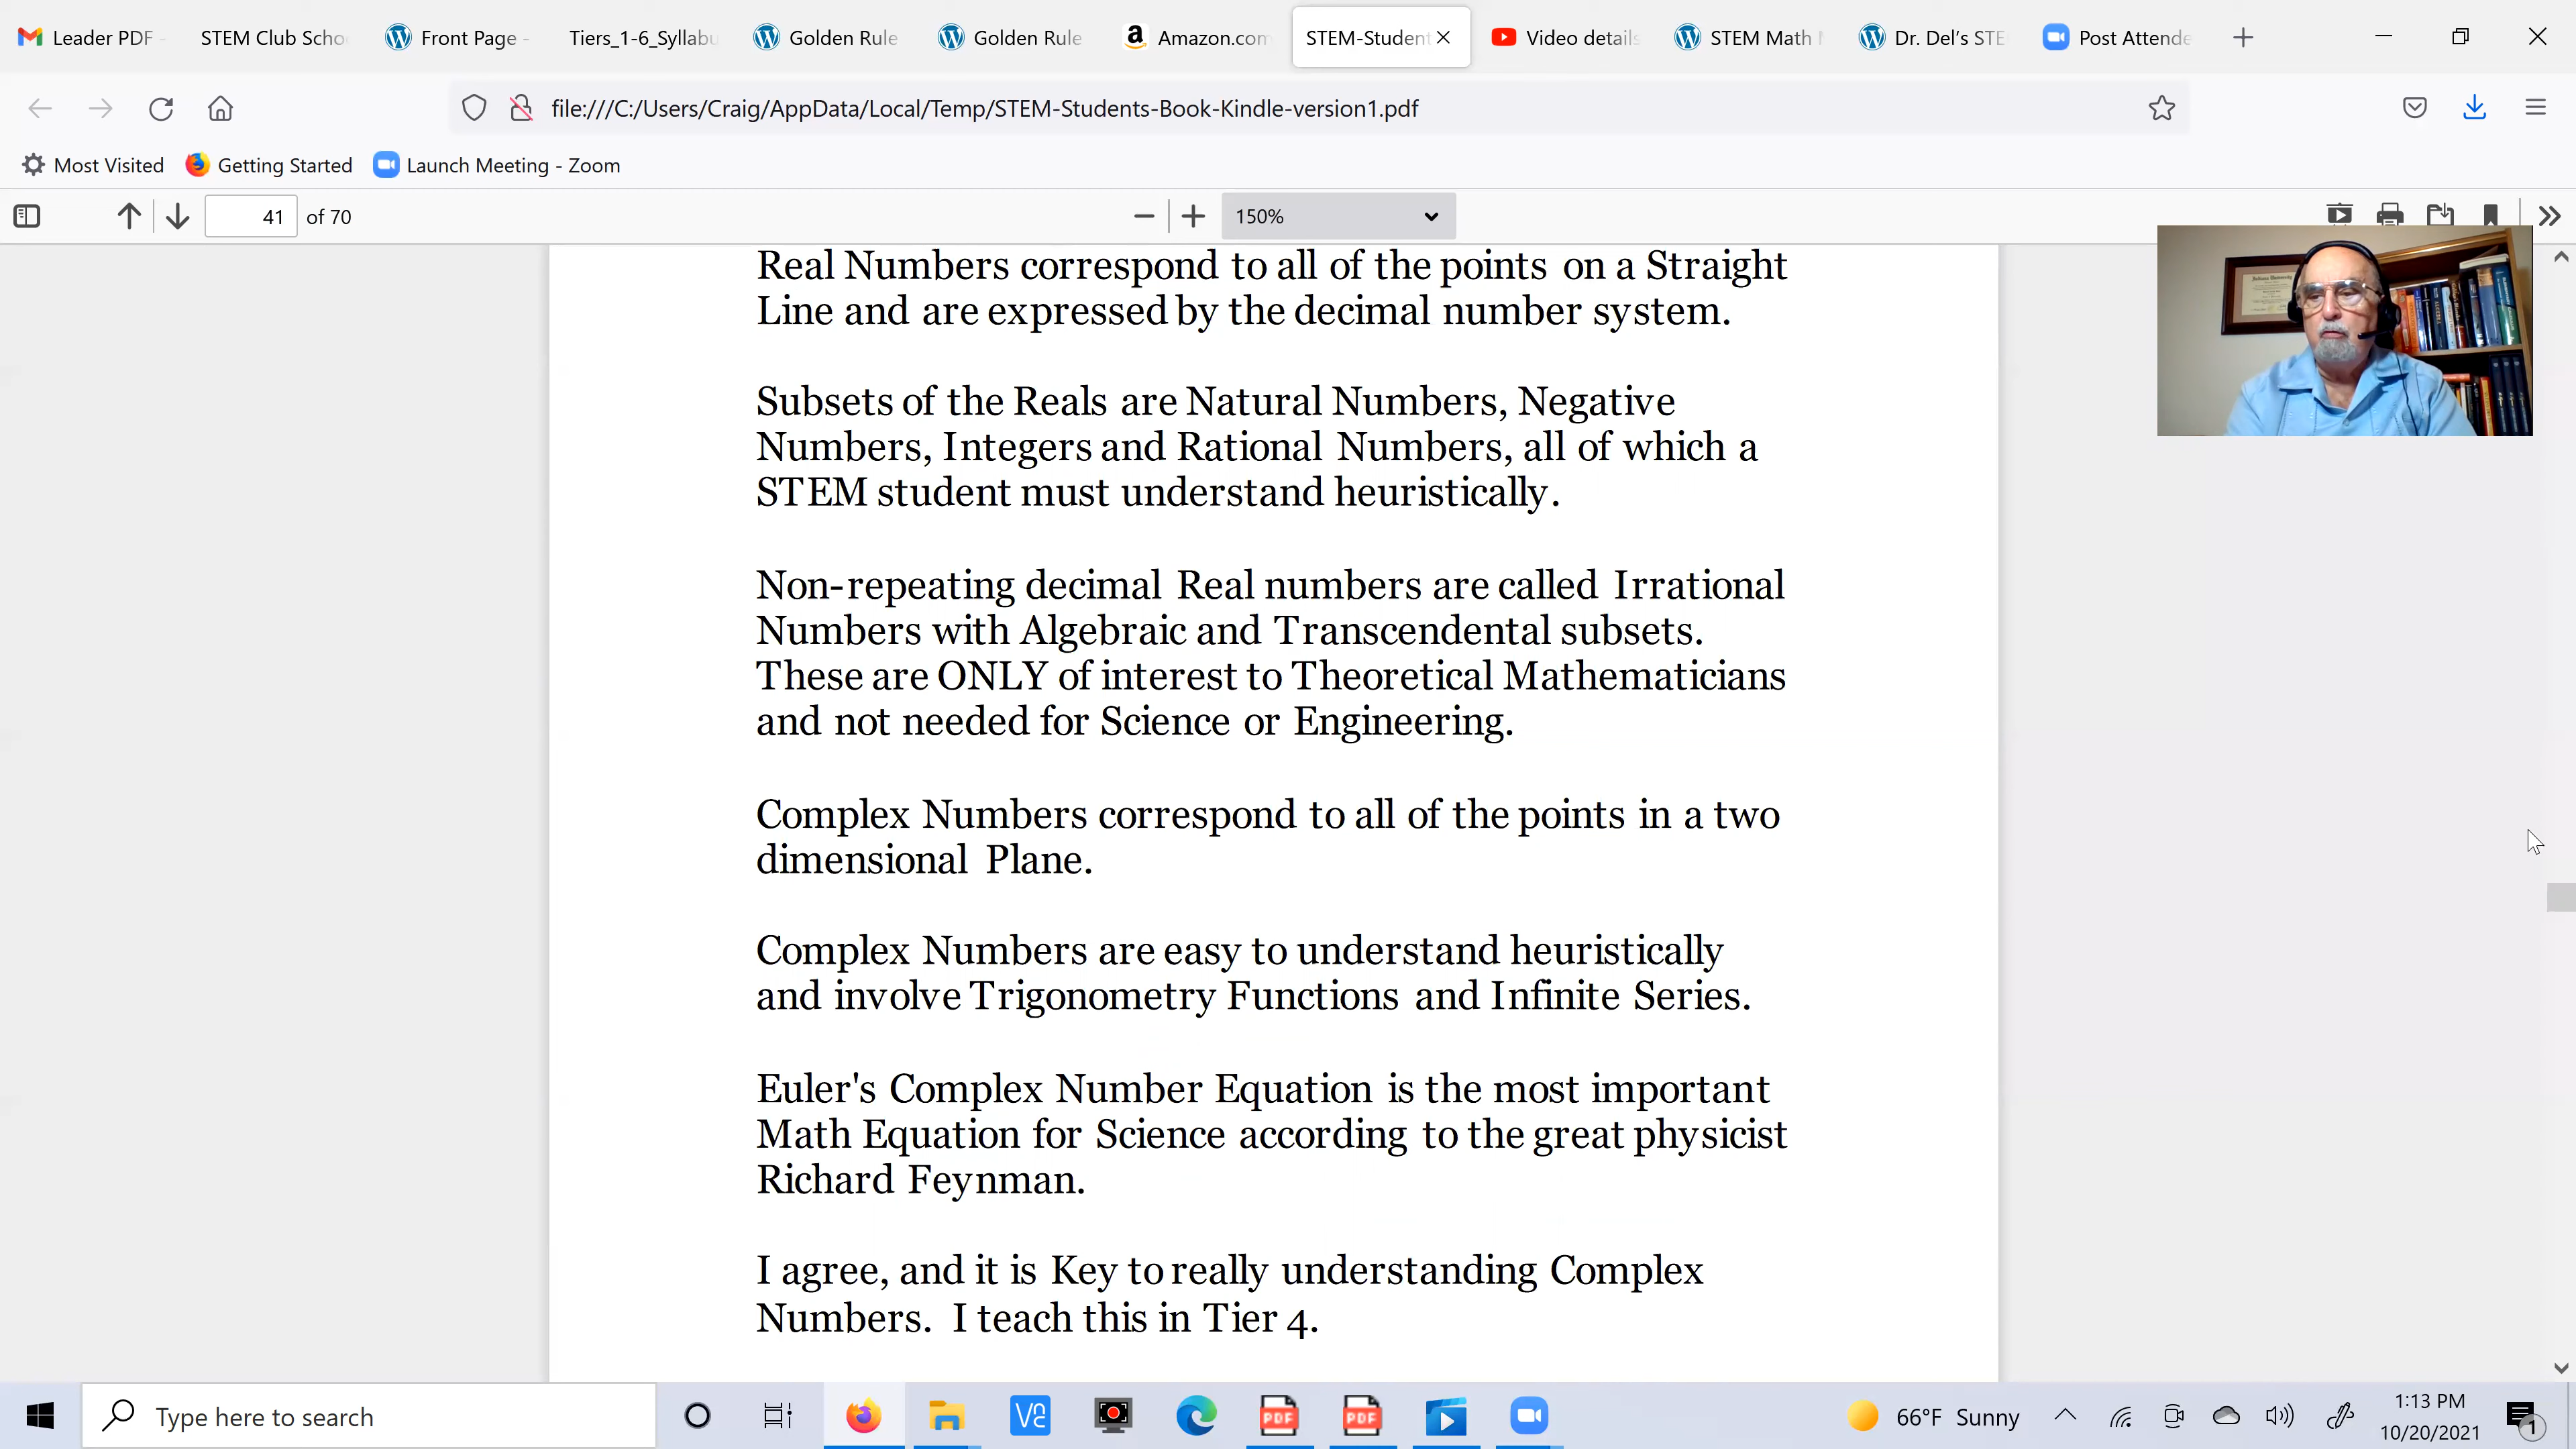 Leader PDF -
STEM Club Scho
Front Page -
Tiers_1-6_Syllabu
Golden Rule
Golden Rule
Amazon.com
STEM-Student
Video details
STEM Math M
Dr. Del's STE
Post Attende
file:///C:/Users/Craig/AppData/Local/Temp/STEM-Students-Book-Kindle-version1.pdf
Most Visited
Getting Started
Launch Meeting - Zoom
41 of 70
150%
Real Numbers correspond to all of the points on a Straight
Line and are expressed by the decimal number system.
Subsets of the Reals are Natural Numbers, Negative
Numbers, Integers and Rational Numbers, all of which a
STEM student must understand heuristically.
Non-repeating decimal Real numbers are called Irrational
Numbers with Algebraic and Transcendental subsets.
These are ONLY of interest to Theoretical Mathematicians
and not needed for Science or Engineering.
Complex Numbers correspond to all of the points in a two
dimensional Plane.
Complex Numbers are easy to understand heuristically
and involve Trigonometry Functions and Infinite Series.
Euler's Complex Number Equation is the most important
Math Equation for Science according to the great physicist
Richard Feynman.
I agree, and it is Key to really understanding Complex
Numbers. I teach this in Tier 4.
Type here to search
PDF
PDF
66°F Sunny
1:13 PM
10/20/2021
1